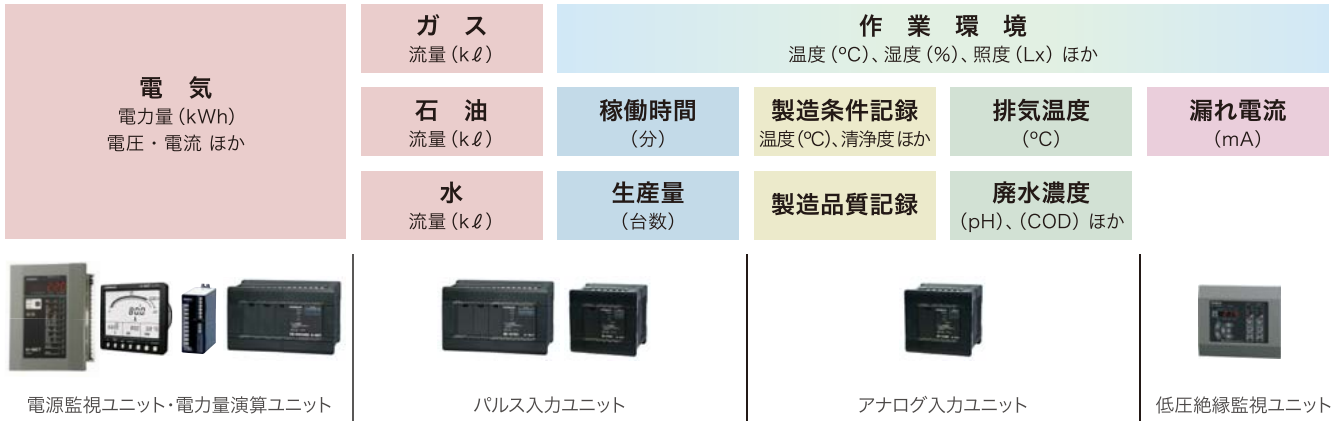 電 気
電力量(kWh)
電圧・電流 ほか
ガ ス
流量(kℓ)
作 業 環 境
温度(℃)、湿度(%)、照度(Lx)ほか
石 油
流量(kℓ)
稼働時間
(分)
製造条件記録
温度(℃)、清浄度ほか
排気温度
(℃)
漏れ電流
(mA)
水
流量(kℓ)
生産量
(台数)
製造品質記録
廃水濃度
(pH)、(COD)ほか
電源監視ユニット・電力量演算ユニット
パルス入力ユニット
アナログ入力ユニット
低圧絶縁監視ユニット